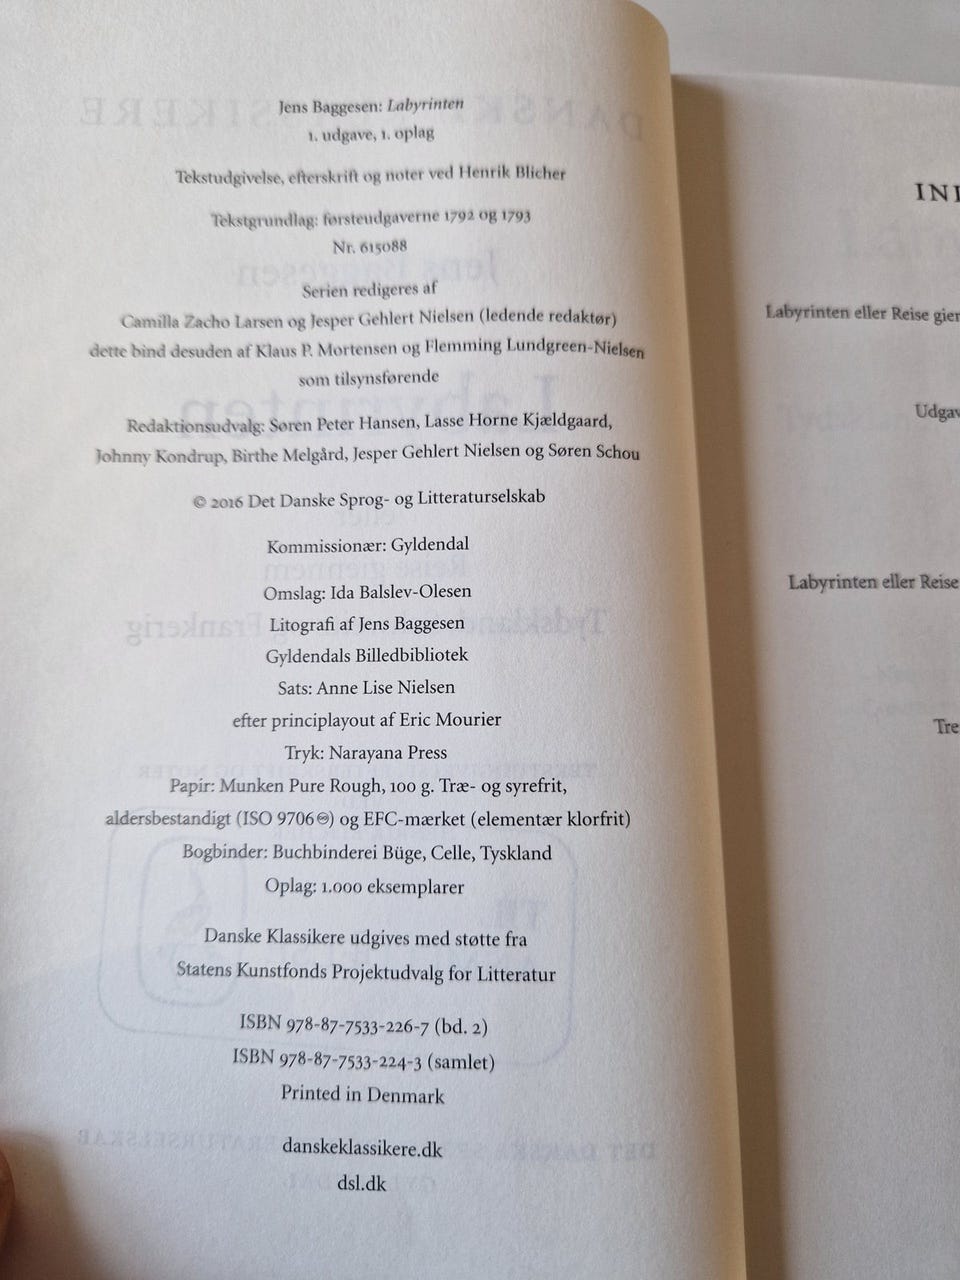 Jens Baggesen: Labyrinten
1. udgave, 1. oplag
Tekstudgivelse, efterskrift og noter ved Henrik Blicher
Tekstgrundlag: førsteudgaverne 1792 og 1793
Nr. 615088
Serien redigeres af
Camilla Zacho Larsen og Jesper Gehlert Nielsen (ledende redaktør)
dette bind desuden af Klaus P. Mortensen og Flemming Lundgreen-Nielsen
som tilsynsførende
Redaktionsudvalg: Søren Peter Hansen, Lasse Horne Kjældgaard,
Johnny Kondrup, Birthe Melgård, Jesper Gehlert Nielsen og Søren Schou
© 2016 Det Danske Sprog- og Litteraturselskab
Kommissionær: Gyldendal
Omslag: Ida Balslev-Olesen
Litografi af Jens Baggesen
Gyldendals Billedbibliotek
Sats: Anne Lise Nielsen
efter principlayout af Eric Mourier
Tryk: Narayana Press
Papir: Munken Pure Rough, 100 g. Træ- og syrefrit,
aldersbestandigt (ISO 9706♾) og EFC-mærket (elementær klorfrit)
Bogbinder: Buchbinderei Büge, Celle, Tyskland
Oplag: 1.000 eksemplarer
Danske Klassikere udgives med støtte fra
Statens Kunstfonds Projektudvalg for Litteratur
ISBN 978-87-7533-226-7 (bd. 2)
ISBN 978-87-7533-224-3 (samlet)
Printed in Denmark
danskeklassikere.dk
dsl.dk
Labyrinten eller Reise gien
Udgav
Labyrinten eller Reise
Tre